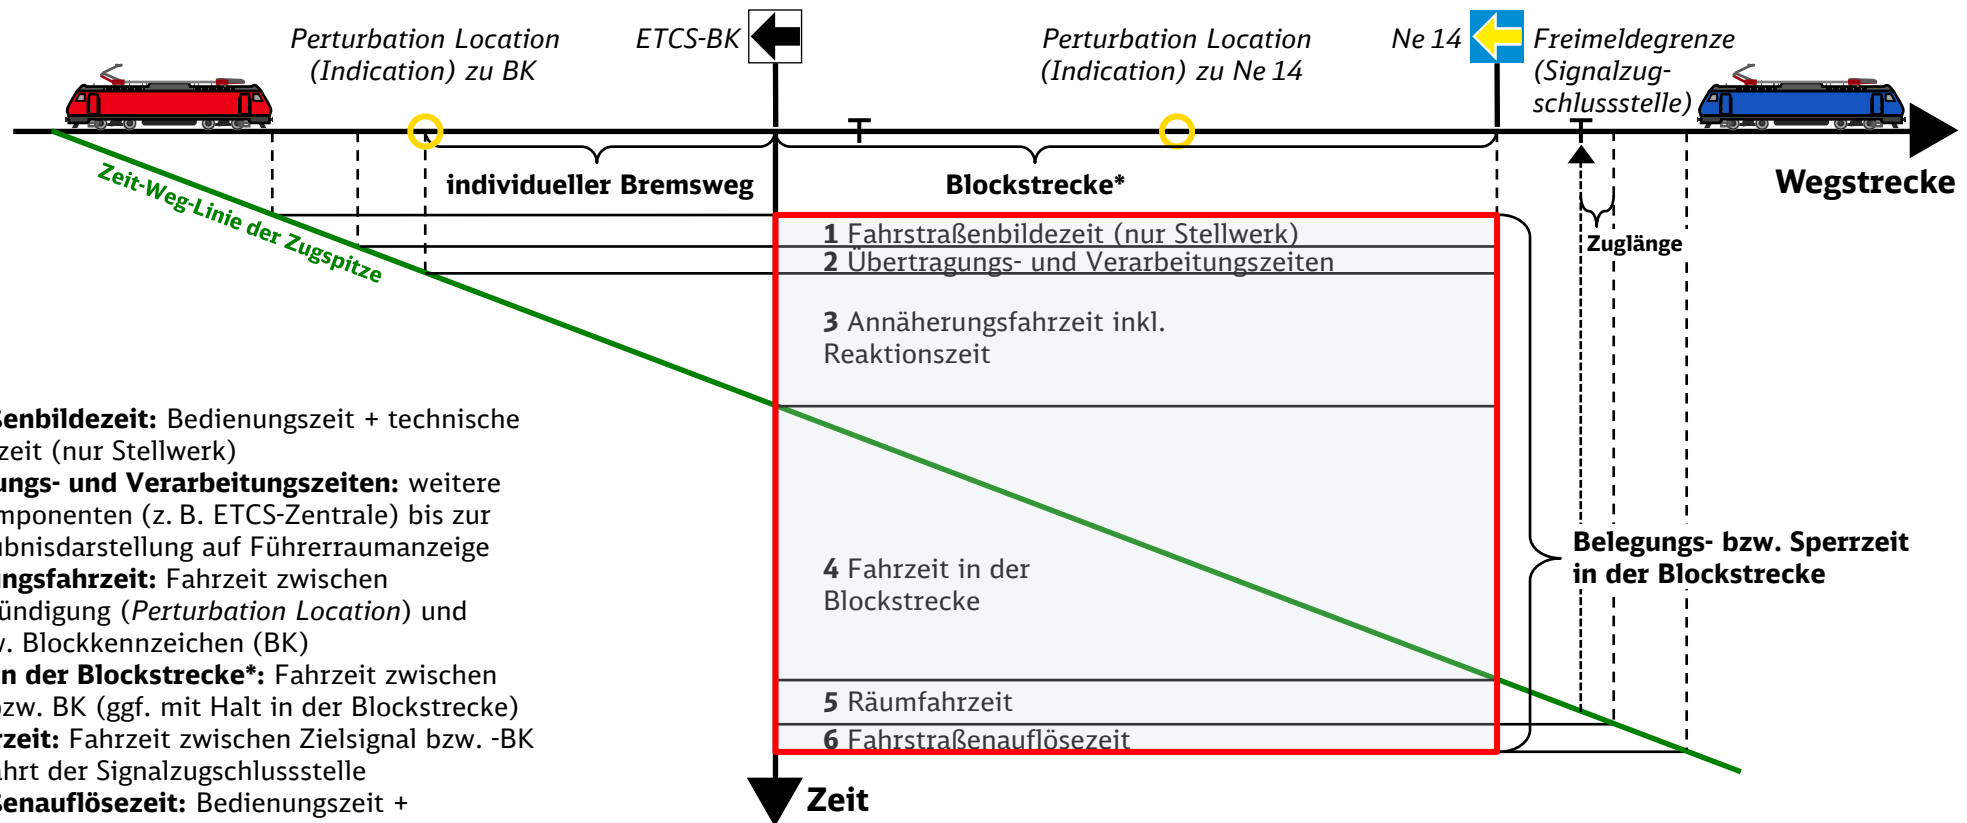 Perturbation Location
(Indication) zu BK
ETCS-BK
Perturbation Location
(Indication) zu Ne 14
Ne 14
Freimeldegrenze
(Signalzug-
schlussstelle)
individueller Bremsweg
Blockstrecke*
Wegstrecke
Zeit-Weg-Linie der Zugspitze
Zuglänge
1 Fahrstraßenbildezeit (nur Stellwerk)
2 Übertragungs- und Verarbeitungszeiten
3 Annäherungsfahrzeit inkl.
Reaktionszeit
4 Fahrzeit in der
Blockstrecke
5 Räumfahrzeit
6 Fahrstraßenauflösezeit
Belegungs- bzw. Sperrzeit
in der Blockstrecke
ßenbildezeit: Bedienungszeit + technische
zeit (nur Stellwerk)
ungs- und Verarbeitungszeiten: weitere
mponenten (z. B. ETCS-Zentrale) bis zur
ubnisdarstellung auf Führerraumanzeige
ngsfahrzeit: Fahrzeit zwischen
ündigung (Perturbation Location) und
w. Blockkennzeichen (BK)
n der Blockstrecke*: Fahrzeit zwischen
bzw. BK (ggf. mit Halt in der Blockstrecke)
rzeit: Fahrzeit zwischen Zielsignal bzw. -BK
ahrt der Signalzugschlussstelle
ßenauflösezeit: Bedienungszeit +
Zeit